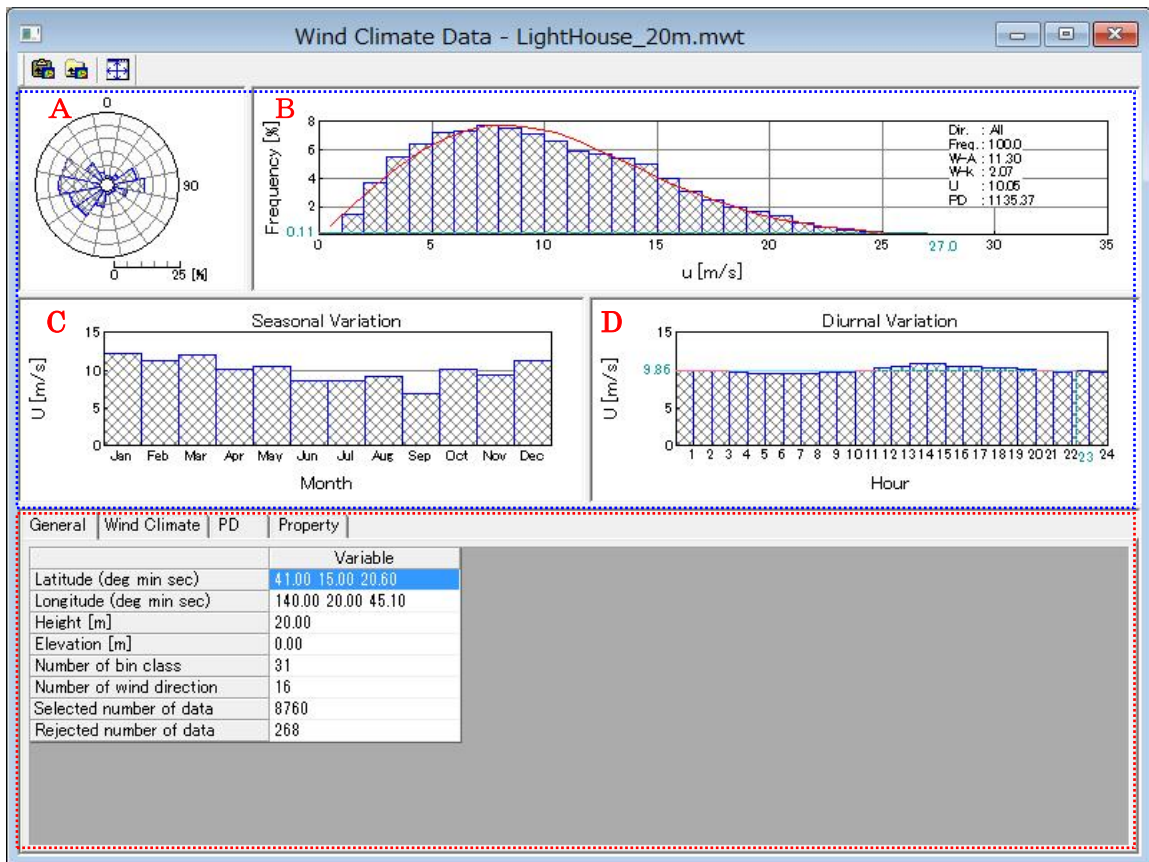 Wind Climate Data - LightHouse_20m.mwt
A
0
90
0 25 [%]
B
Frequency [%]
8
6
4
2
0.11
0 5 10 15 20 25 27.0 30 35
u [m/s]
Dir. : All
Freq. : 100.0
W-A : 11.30
W-k : 2.07
U : 10.05
PD : 1135.37
C
Seasonal Variation
U [m/s]
15
10
5
0
Jan Feb Mar Apr May Jun Jul Aug Sep Oct Nov Dec
Month
D
Diurnal Variation
U [m/s]
15
9.86
5
0
1 2 3 4 5 6 7 8 9 10 11 12 13 14 15 16 17 18 19 20 21 22 23 24
Hour
General Wind Climate PD Property
Variable
Latitude (deg min sec) 41.00 15.00 20.60
Longitude (deg min sec) 140.00 20.00 45.10
Height [m] 20.00
Elevation [m] 0.00
Number of bin class 31
Number of wind direction 16
Selected number of data 8760
Rejected number of data 268